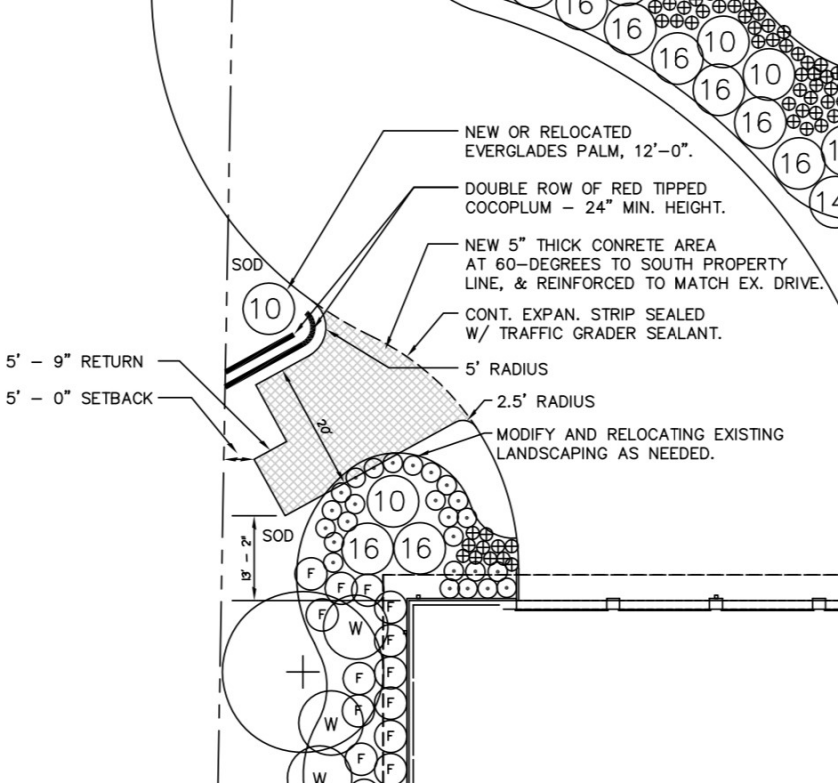 16
16
10
16
10
16
16
16
14
NEW OR RELOCATED
EVERGLADES PALM, 12'-0".
DOUBLE ROW OF RED TIPPED
COCOPLUM – 24" MIN. HEIGHT.
NEW 5" THICK CONRETE AREA
AT 60-DEGREES TO SOUTH PROPERTY
LINE, & REINFORCED TO MATCH EX. DRIVE.
SOD
10
CONT. EXPAN. STRIP SEALED
W/ TRAFFIC GRADER SEALANT.
5' – 9" RETURN
5' RADIUS
5' – 0" SETBACK
2.5' RADIUS
20'
MODIFY AND RELOCATING EXISTING
LANDSCAPING AS NEEDED.
10
SOD
13' - 2"
16
16
F
F
F
F
F
W
F
F
F
F
F
W
F
F
F
W